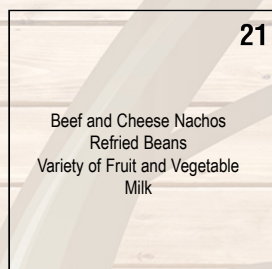 21
Beef and Cheese Nachos
Refried Beans
Variety of Fruit and Vegetable
Milk